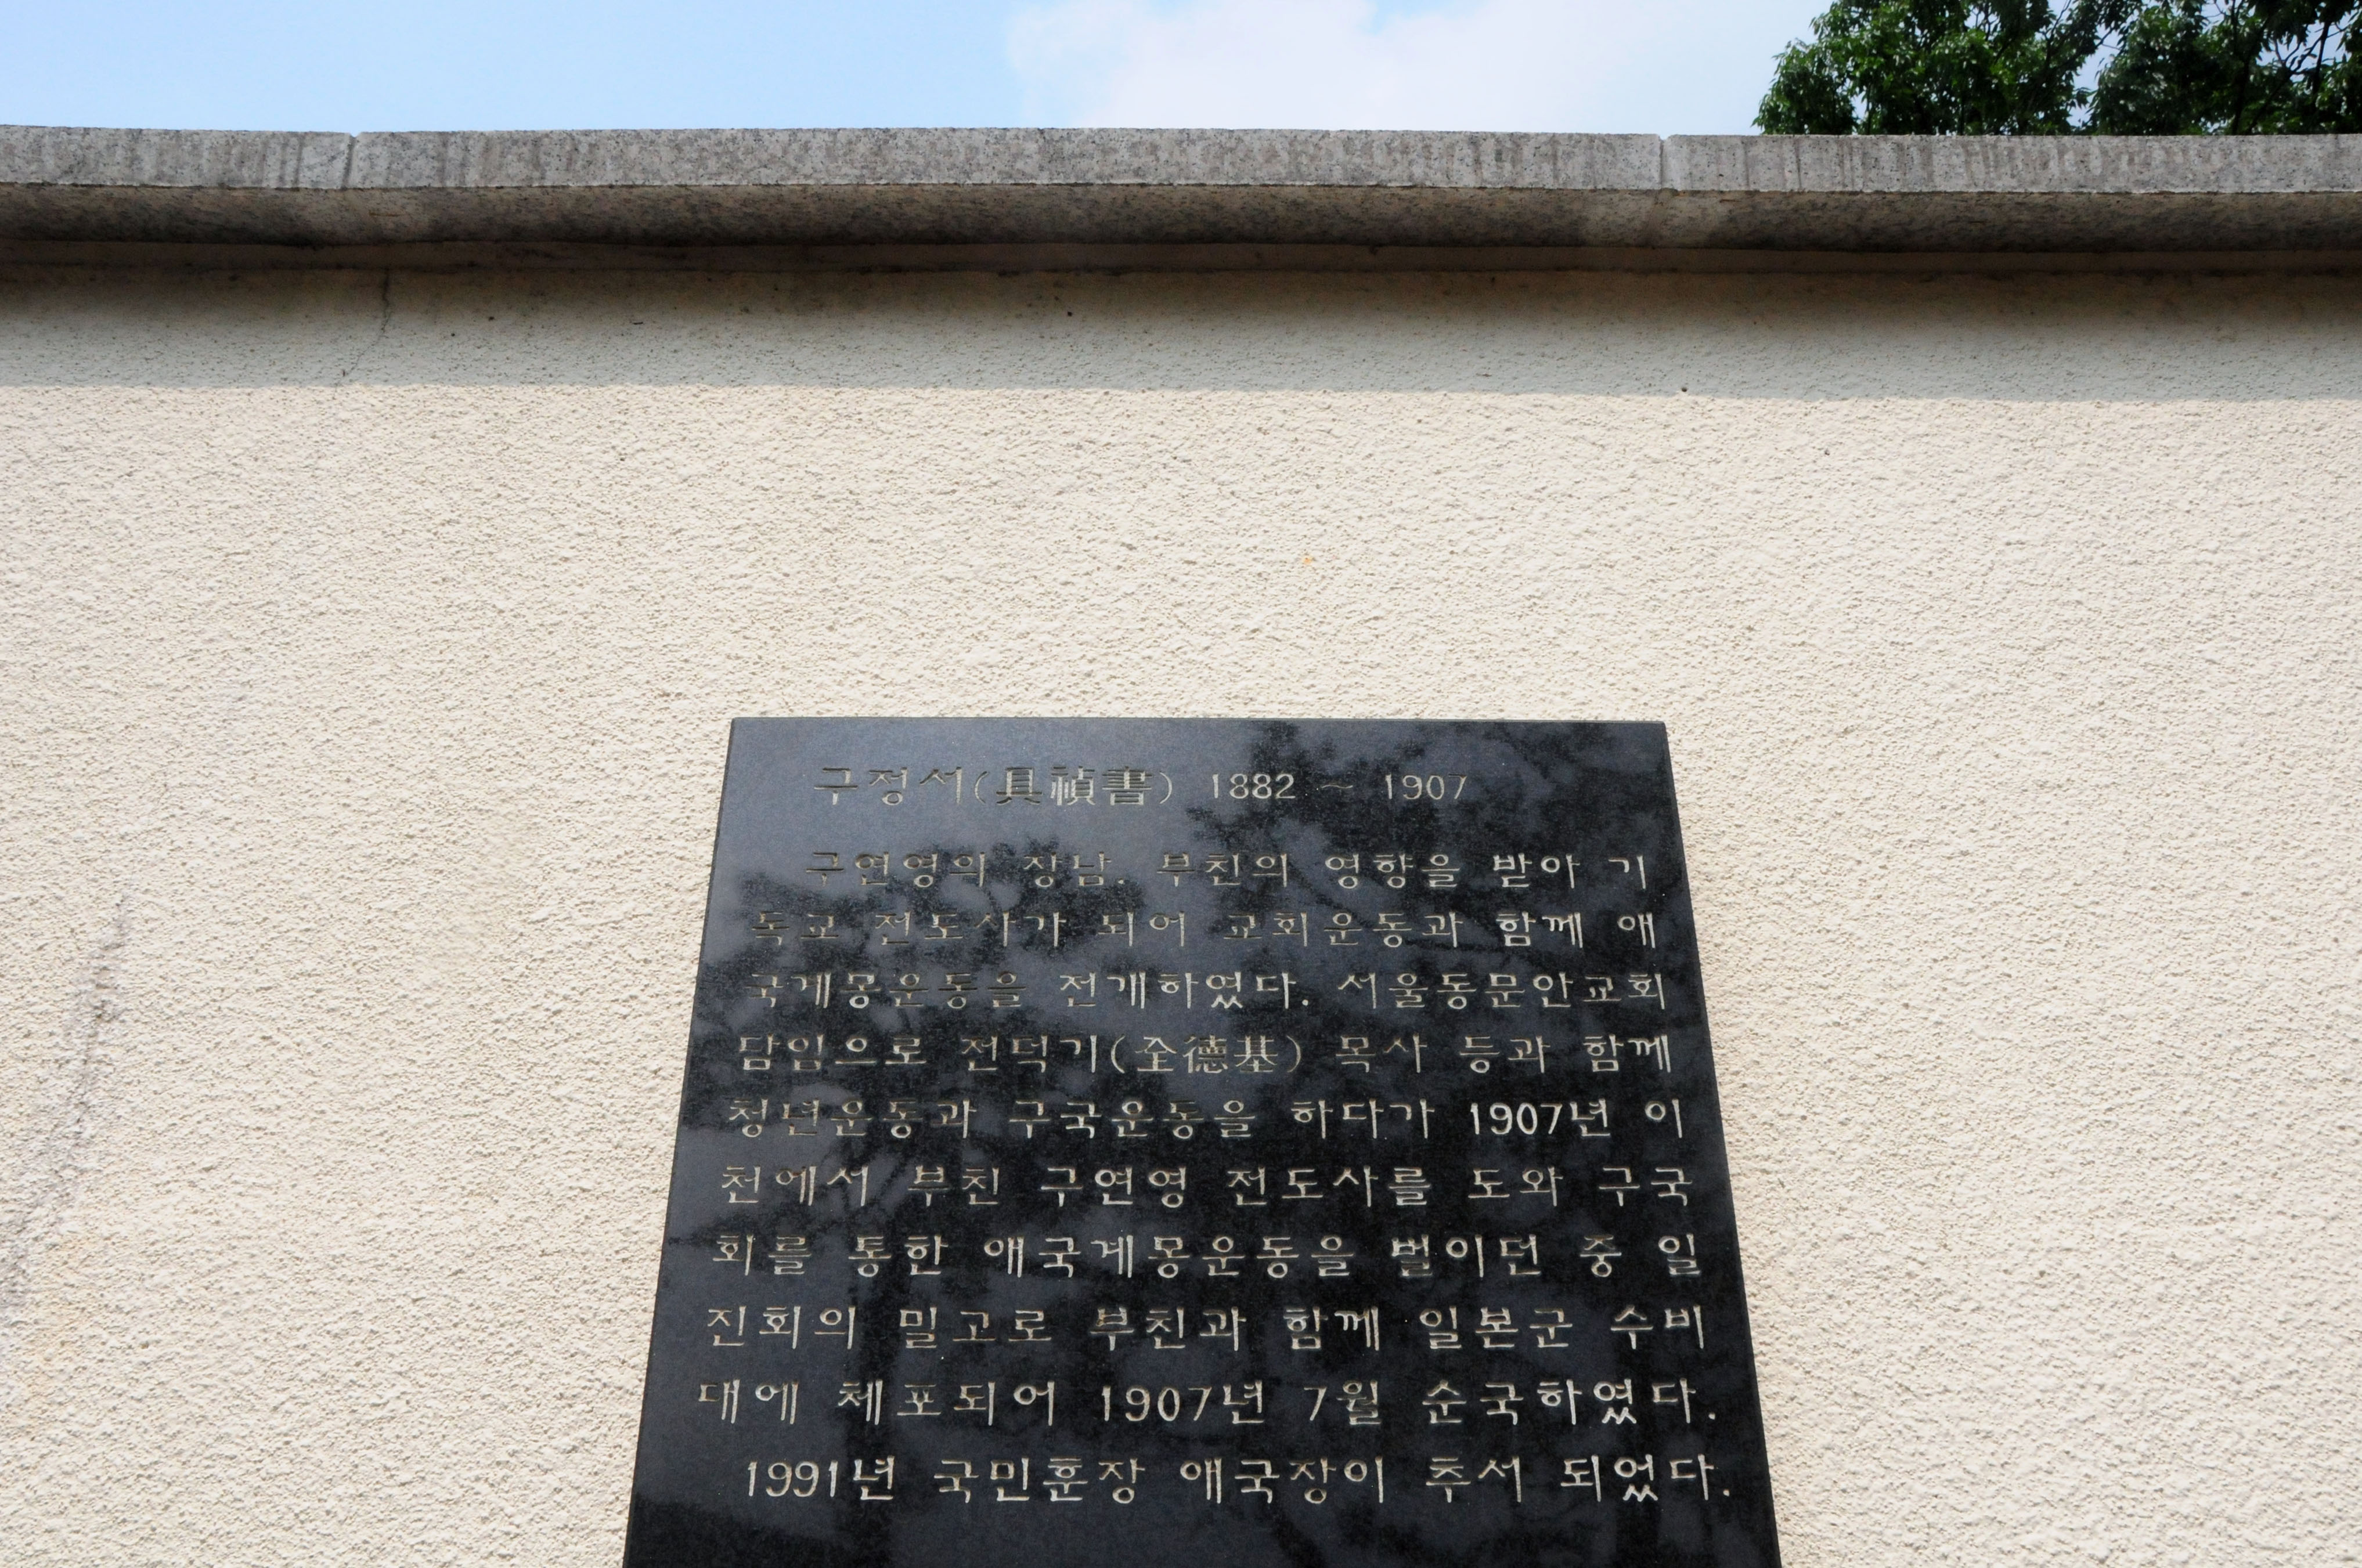 구정서(具禎書) 1882 ~ 1907
구연영의 장남. 부친의 영향을 받아 기
독교 전도사가 되어 교회운동과 함께 애
국계몽운동을 전개하였다. 서울동문안교회
담임으로 전덕기(全德基) 목사 등과 함께
청년운동과 구국운동을 하다가 1907년 이
천에서 부친 구연영 전도사를 도와 구국
회를 통한 애국계몽운동을 벌이던 중 일
진회의 밀고로 부친과 함께 일본군 수비
대에 체포되어 1907년 7월 순국하였다.
1991년 국민훈장 애국장이 추서 되었다.